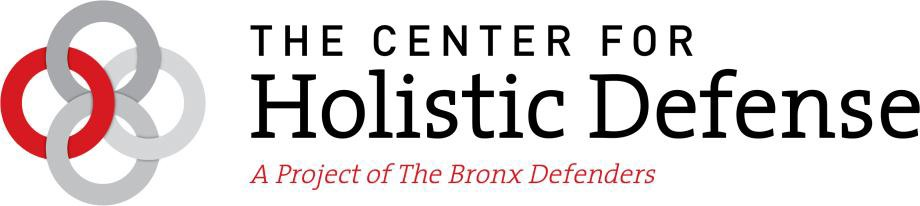 THE CENTER FOR
Holistic Defense
A Project of The Bronx Defenders